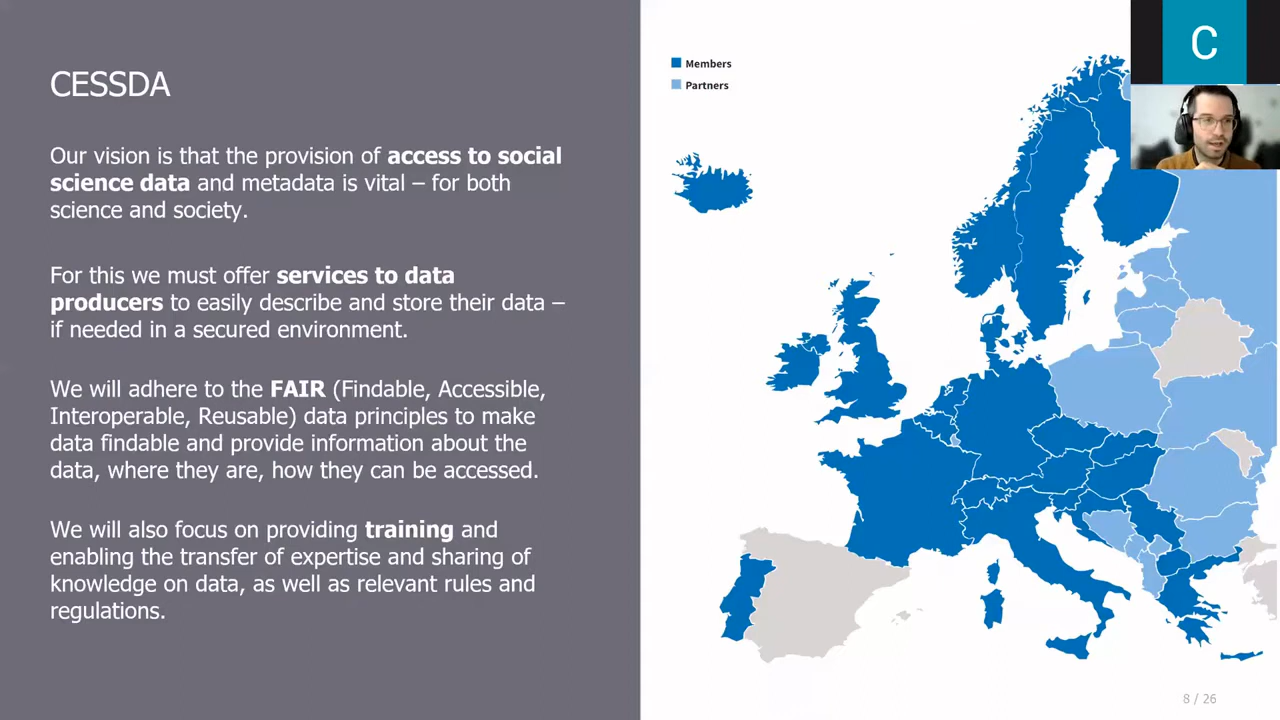 CESSDA
Our vision is that the provision of access to social
science data and metadata is vital – for both
science and society.
For this we must offer services to data
producers to easily describe and store their data –
if needed in a secured environment.
We will adhere to the FAIR (Findable, Accessible,
Interoperable, Reusable) data principles to make
data findable and provide information about the
data, where they are, how they can be accessed.
We will also focus on providing training and
enabling the transfer of expertise and sharing of
knowledge on data, as well as relevant rules and
regulations.
Members
Partners
C
8 / 26